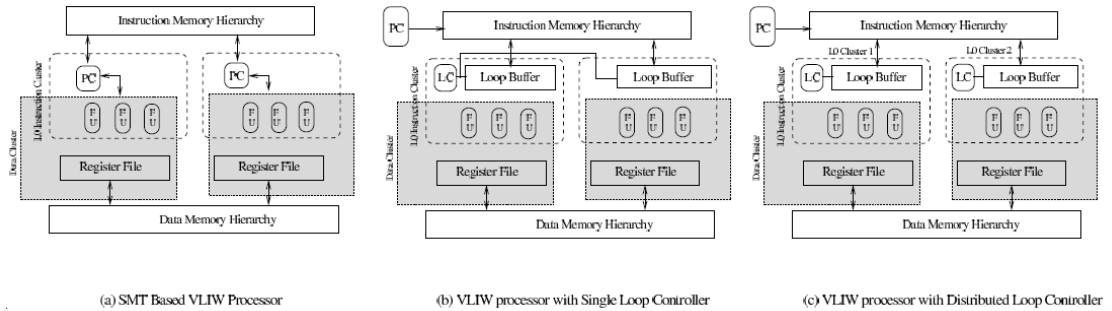 Instruction Memory Hierarchy
PC
PC
L0 Instruction Cluster
Data Cluster
F U
F U
F U
F U
F U
F U
Register File
Register File
Data Memory Hierarchy
(a) SMT Based VLIW Processor
PC
Instruction Memory Hierarchy
LC
Loop Buffer
Loop Buffer
L0 Instruction Cluster
Data Cluster
F U
F U
F U
F U
F U
F U
Register File
Register File
Data Memory Hierarchy
(b) VLIW processor with Single Loop Controller
PC
Instruction Memory Hierarchy
L0 Cluster 1
L0 Cluster 2
LC
Loop Buffer
LC
Loop Buffer
L0 Instruction Cluster
Data Cluster
F U
F U
F U
F U
F U
F U
Register File
Register File
Data Memory Hierarchy
(c) VLIW processor with Distributed Loop Controller